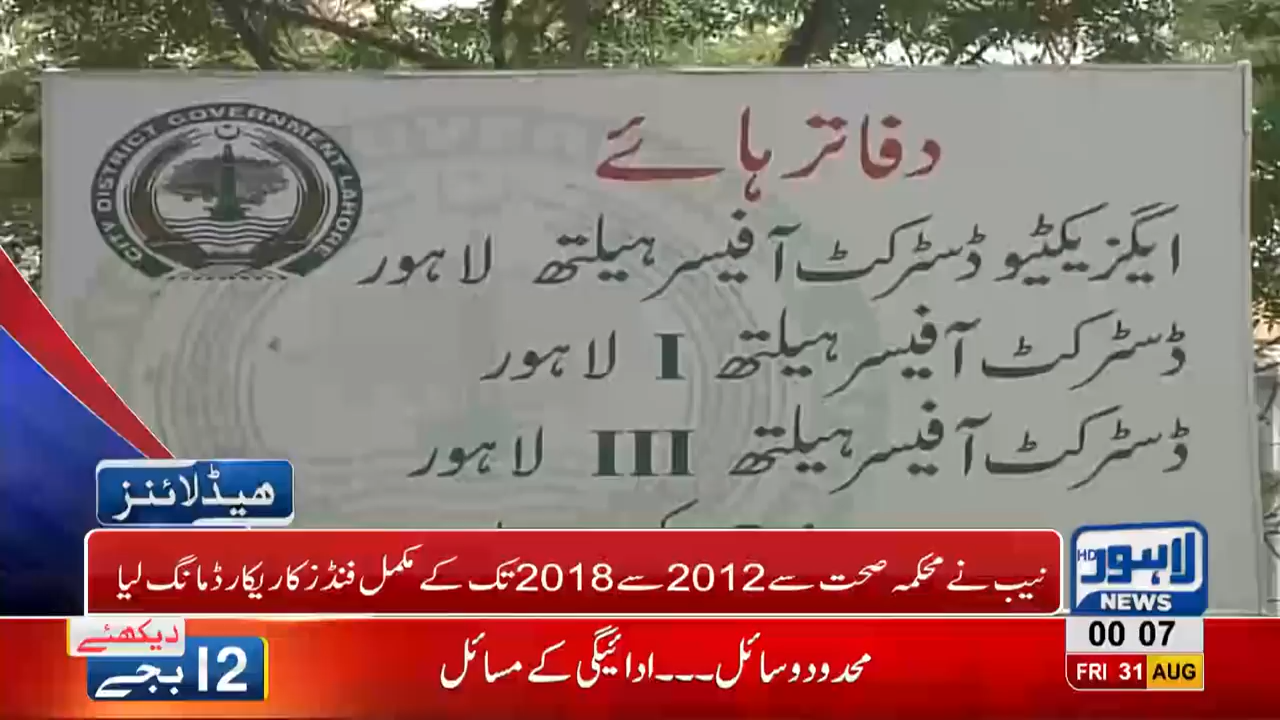 CITY DISTRICT GOVERNMENT LAHORE
دفاتر ہائے
ایگزیکٹیو ڈسٹرکٹ آفیسر ہیلتھ لاہور
ڈسٹرکٹ آفیسر ہیلتھ I لاہور
ڈسٹرکٹ آفیسر ہیلتھ III لاہور
ھیڈلائنز
نیب نے محکمہ صحت سے 2012 سے 2018 تک کے مکمل فنڈز کا ریکارڈ مانگ لیا
لاہور HD
NEWS
دیکھئے
12 بجے
محدود وسائل۔۔۔ادائیگی کے مسائل
00 07
FRI 31 AUG